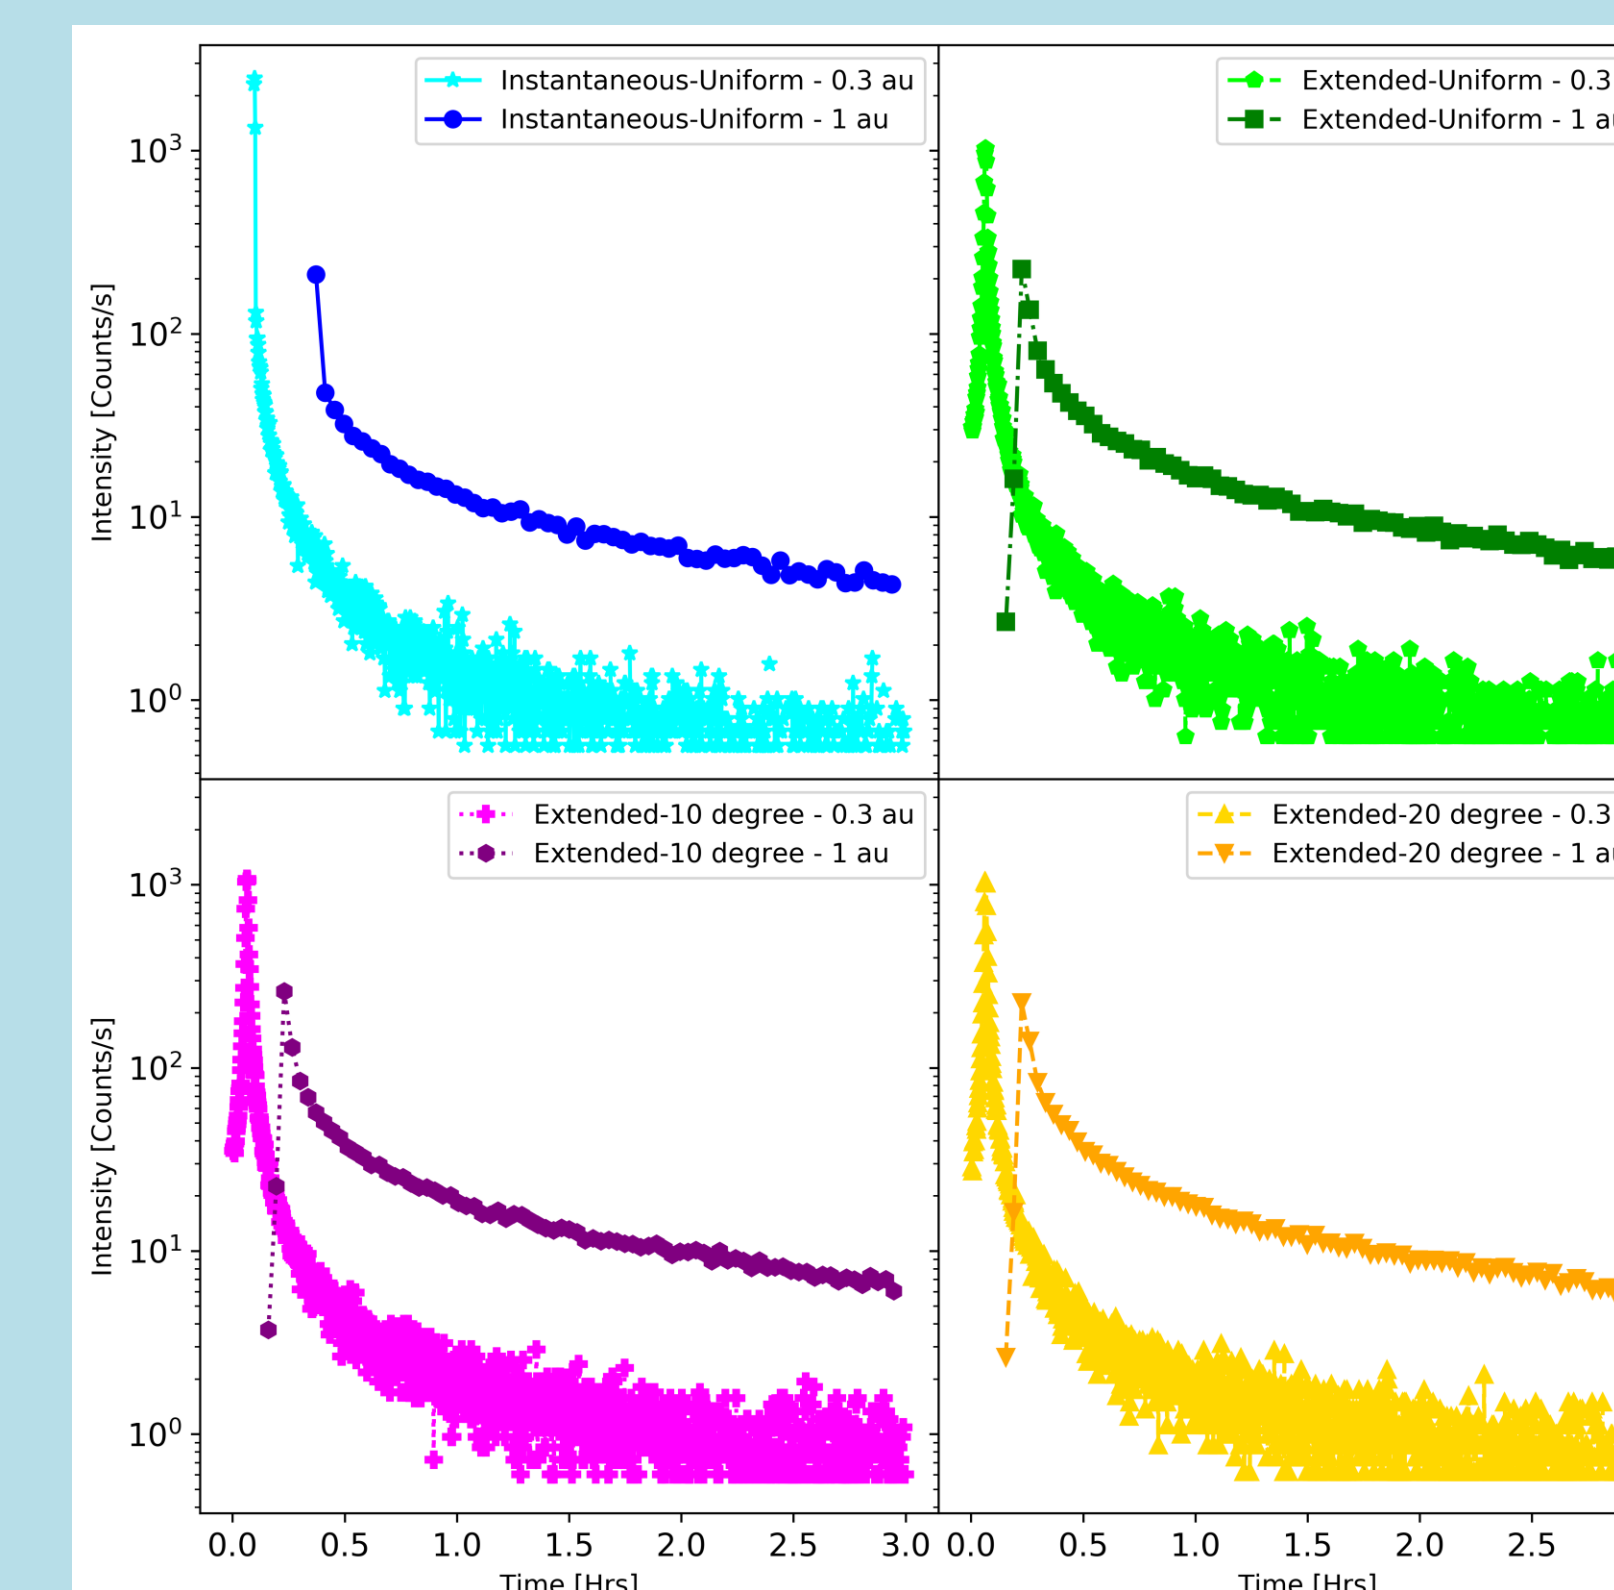 Instantaneous-Uniform - 0.3 au
Instantaneous-Uniform - 1 au
Extended-Uniform - 0.3
Extended-Uniform - 1 au
10³
10²
10¹
10⁰
Intensity [Counts/s]
Extended-10 degree - 0.3 au
Extended-10 degree - 1 au
Extended-20 degree - 0.3
Extended-20 degree - 1 au
10³
10²
10¹
10⁰
Intensity [Counts/s]
0.0 0.5 1.0 1.5 2.0 2.5 3.0 0.0 0.5 1.0 1.5 2.0 2.5
Time [Hrs] Time [Hrs]